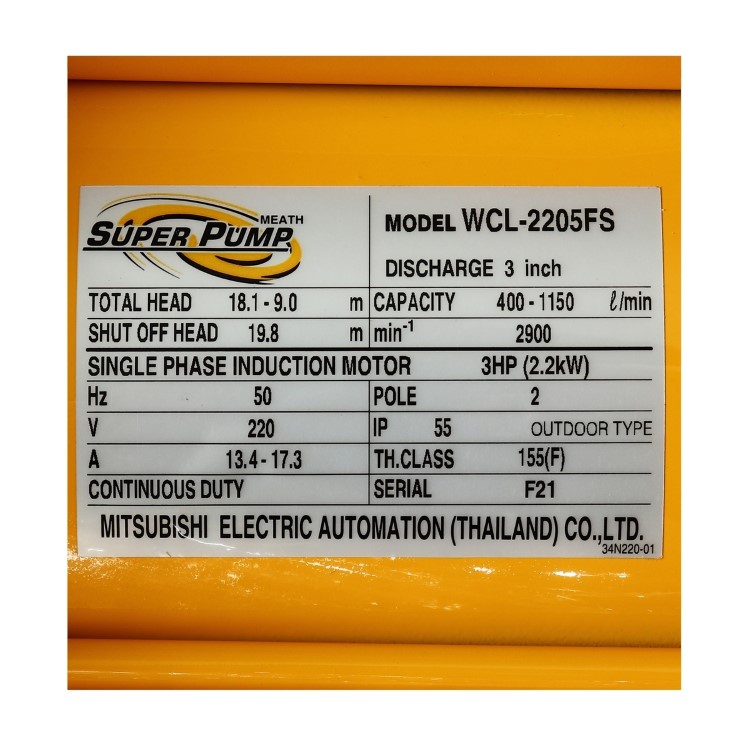 MEATH
SUPER PUMP
MODEL WCL-2205FS
DISCHARGE 3 inch
TOTAL HEAD 18.1 - 9.0 m CAPACITY 400 - 1150 ℓ/min
SHUT OFF HEAD 19.8 m min⁻¹ 2900
SINGLE PHASE INDUCTION MOTOR 3HP (2.2kW)
Hz 50 POLE 2
V 220 IP 55 OUTDOOR TYPE
A 13.4 - 17.3 TH.CLASS 155(F)
CONTINUOUS DUTY SERIAL F21
MITSUBISHI ELECTRIC AUTOMATION (THAILAND) CO.,LTD.
34N220-01